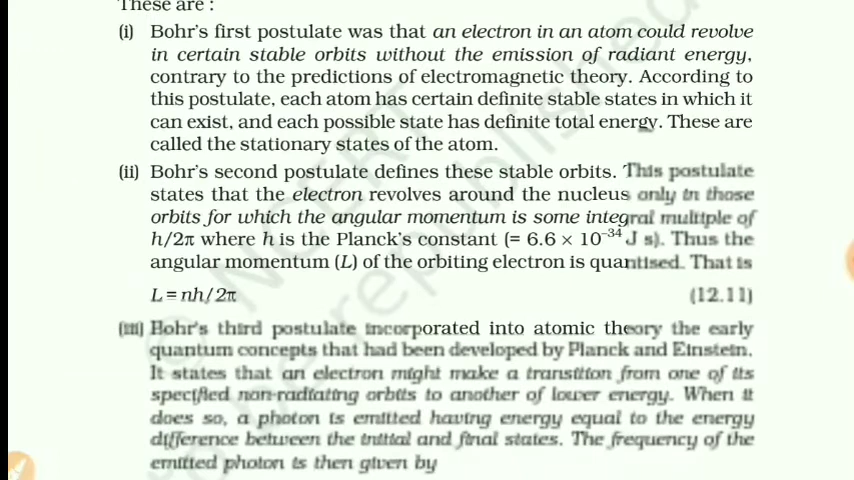 These are :
(i) Bohr's first postulate was that an electron in an atom could revolve
in certain stable orbits without the emission of radiant energy,
contrary to the predictions of electromagnetic theory. According to
this postulate, each atom has certain definite stable states in which it
can exist, and each possible state has definite total energy. These are
called the stationary states of the atom.
(ii) Bohr's second postulate defines these stable orbits. This postulate
states that the electron revolves around the nucleus only in those
orbits for which the angular momentum is some integral multiple of
h/2π where h is the Planck's constant (= 6.6 × 10⁻³⁴ J s). Thus the
angular momentum (L) of the orbiting electron is quantised. That is
L = nh/2π (12.11)
(iii) Bohr's third postulate incorporated into atomic theory the early
quantum concepts that had been developed by Planck and Einstein.
It states that an electron might make a transition from one of its
specified non-radiating orbits to another of lower energy. When it
does so, a photon is emitted having energy equal to the energy
difference between the initial and final states. The frequency of the
emitted photon is then given by
© NCERT
to be republished